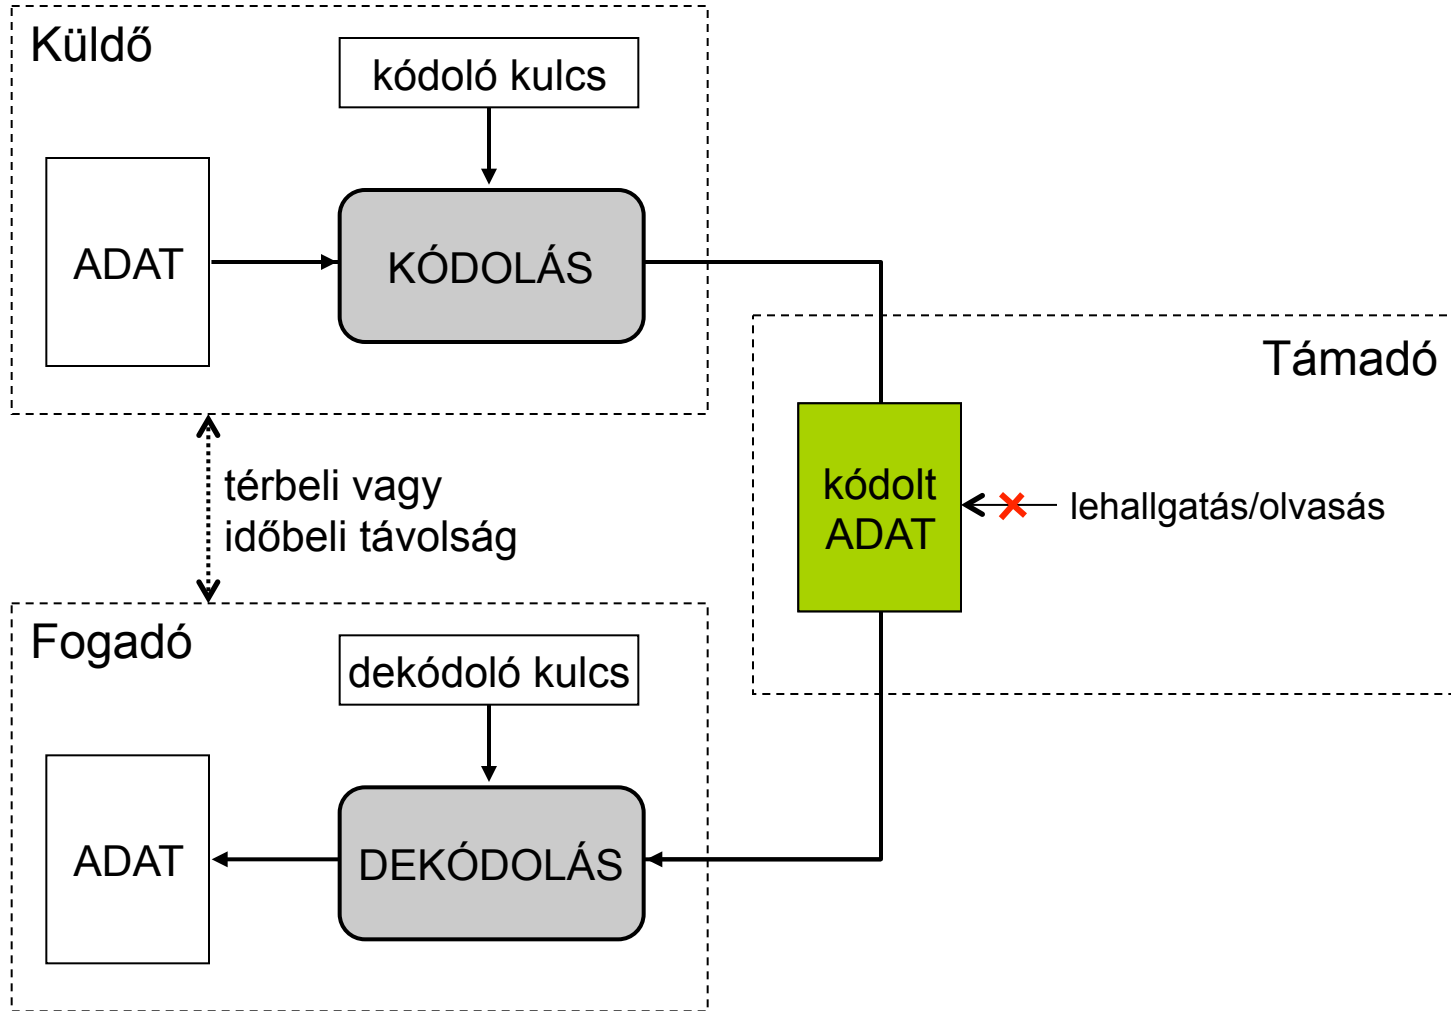 Küldő
kódoló kulcs
ADAT
KÓDOLÁS
Támadó
térbeli vagy
időbeli távolság
kódolt
ADAT
lehallgatás/olvasás
Fogadó
dekódoló kulcs
ADAT
DEKÓDOLÁS